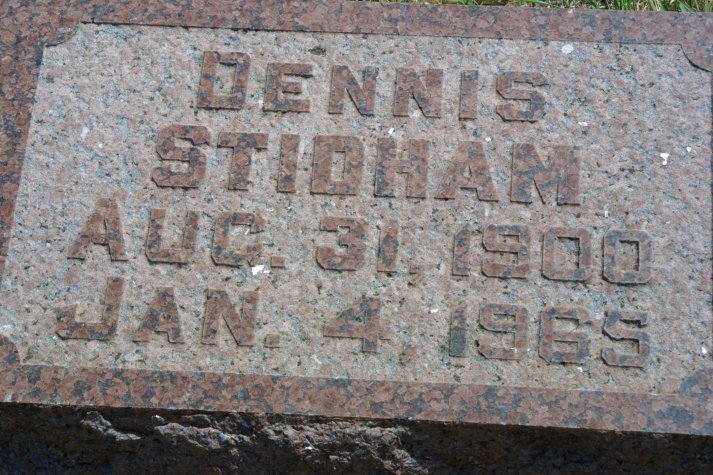 DENNIS
STIDHAM
AUG. 31, 1900
JAN. 4, 1965